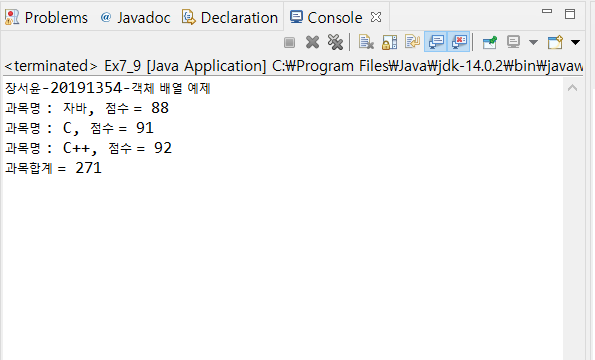 Problems @ Javadoc Declaration Console
<terminated> Ex7_9 [Java Application] C:₩Program Files₩Java₩jdk-14.0.2₩bin₩javaw
장서윤-20191354-객체 배열 예제
과목명 : 자바, 점수 = 88
과목명 : C, 점수 = 91
과목명 : C++, 점수 = 92
과목합계 = 271